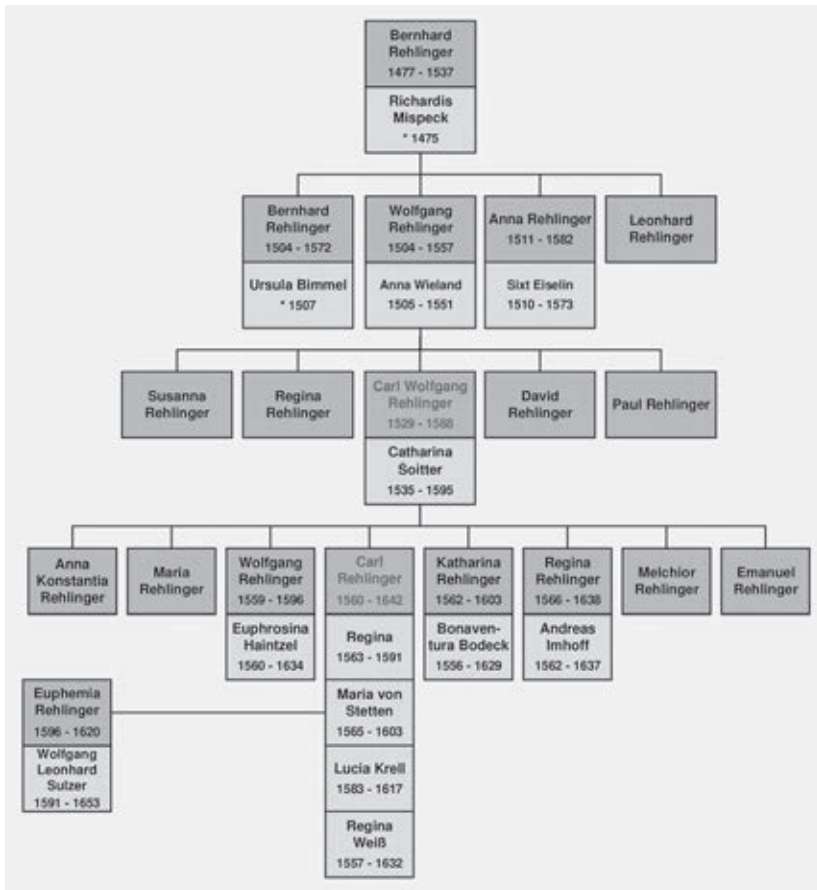 Bernhard
Rehlinger
1477 - 1537
Richardis
Mispeck
* 1475
Bernhard
Rehlinger
1504 - 1572
Ursula Bimmel
* 1507
Wolfgang
Rehlinger
1504 - 1557
Anna Wieland
1505 - 1551
Anna Rehlinger
1511 - 1582
Sixt Eiselin
1510 - 1573
Leonhard
Rehlinger
Susanna
Rehlinger
Regina
Rehlinger
Carl Wolfgang
Rehlinger
1529 - 1588
Catharina
Soitter
1535 - 1595
David
Rehlinger
Paul Rehlinger
Anna
Konstantia
Rehlinger
Maria
Rehlinger
Wolfgang
Rehlinger
1559 - 1596
Euphrosina
Haintzel
1560 - 1634
Carl
Rehlinger
1560 - 1642
Regina
1563 - 1591
Maria von
Stetten
1565 - 1603
Lucia Krell
1583 - 1617
Regina
Weiß
1557 - 1632
Katharina
Rehlinger
1562 - 1603
Bonaven-
tura Bodeck
1556 - 1629
Regina
Rehlinger
1566 - 1638
Andreas
Imhoff
1562 - 1637
Melchior
Rehlinger
Emanuel
Rehlinger
Euphemia
Rehlinger
1596 - 1620
Wolfgang
Leonhard
Sulzer
1591 - 1653